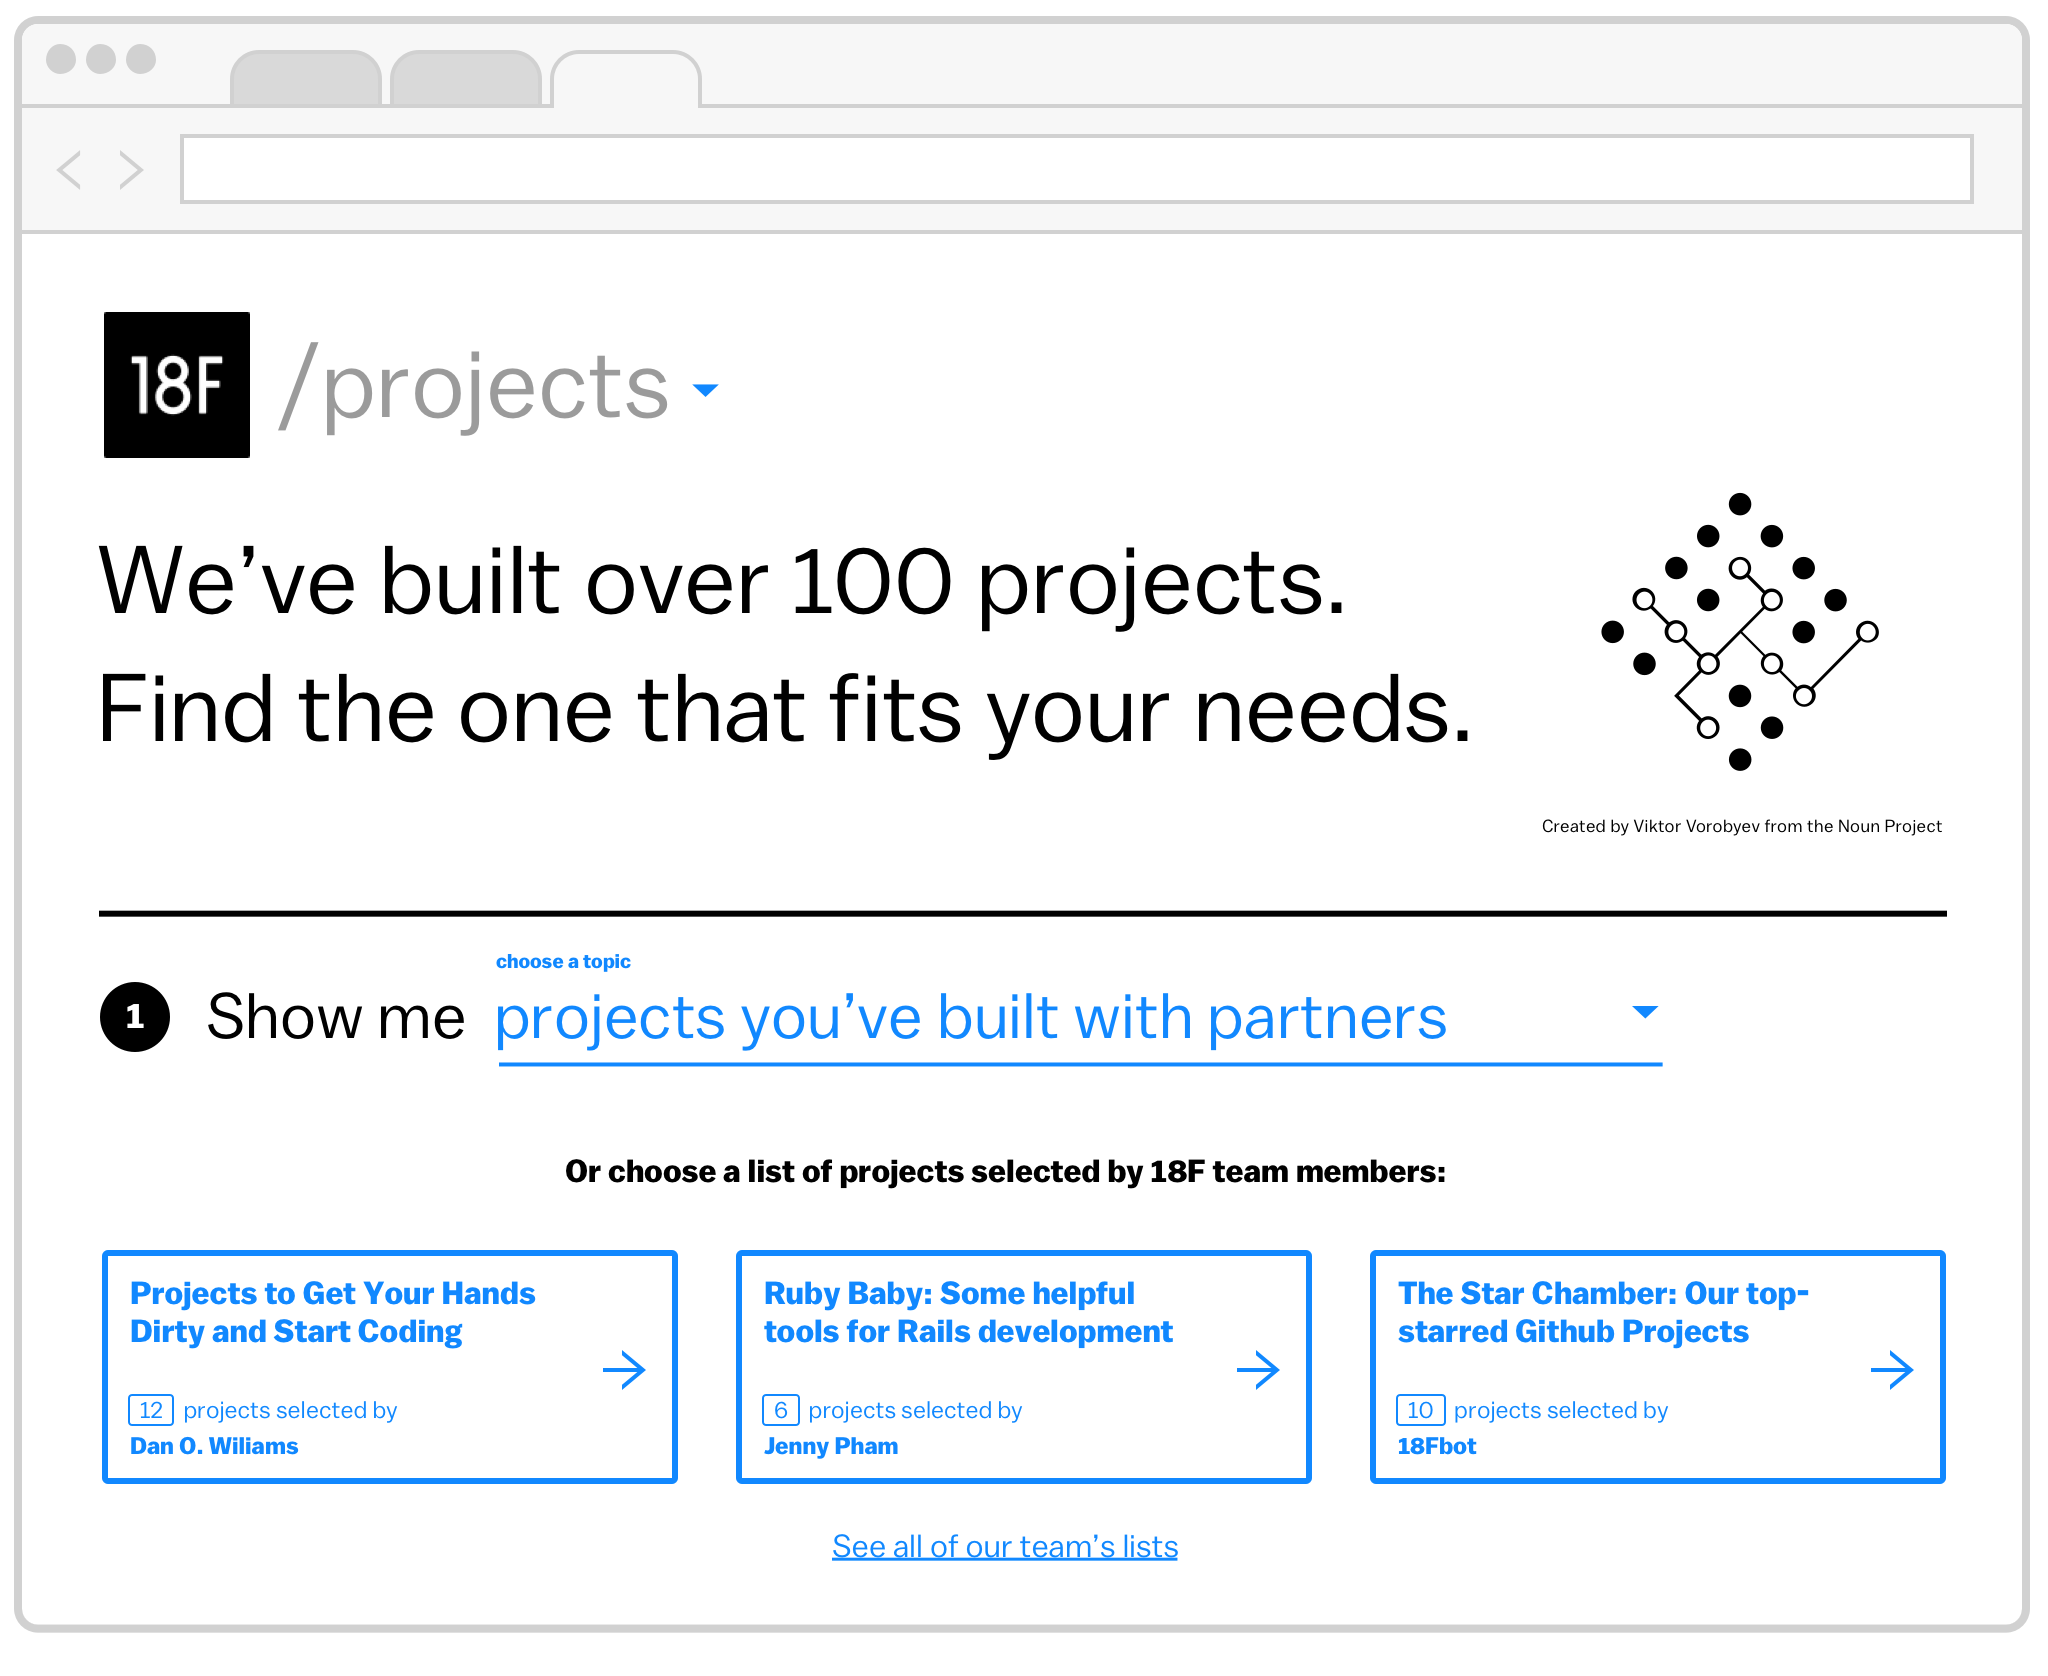 18F /projects
We’ve built over 100 projects.
Find the one that fits your needs.
Created by Viktor Vorobyev from the Noun Project
choose a topic
1 Show me projects you’ve built with partners
Or choose a list of projects selected by 18F team members:
Projects to Get Your Hands
Dirty and Start Coding
12 projects selected by
Dan O. Wiliams
Ruby Baby: Some helpful
tools for Rails development
6 projects selected by
Jenny Pham
The Star Chamber: Our top-
starred Github Projects
10 projects selected by
18Fbot
See all of our team’s lists